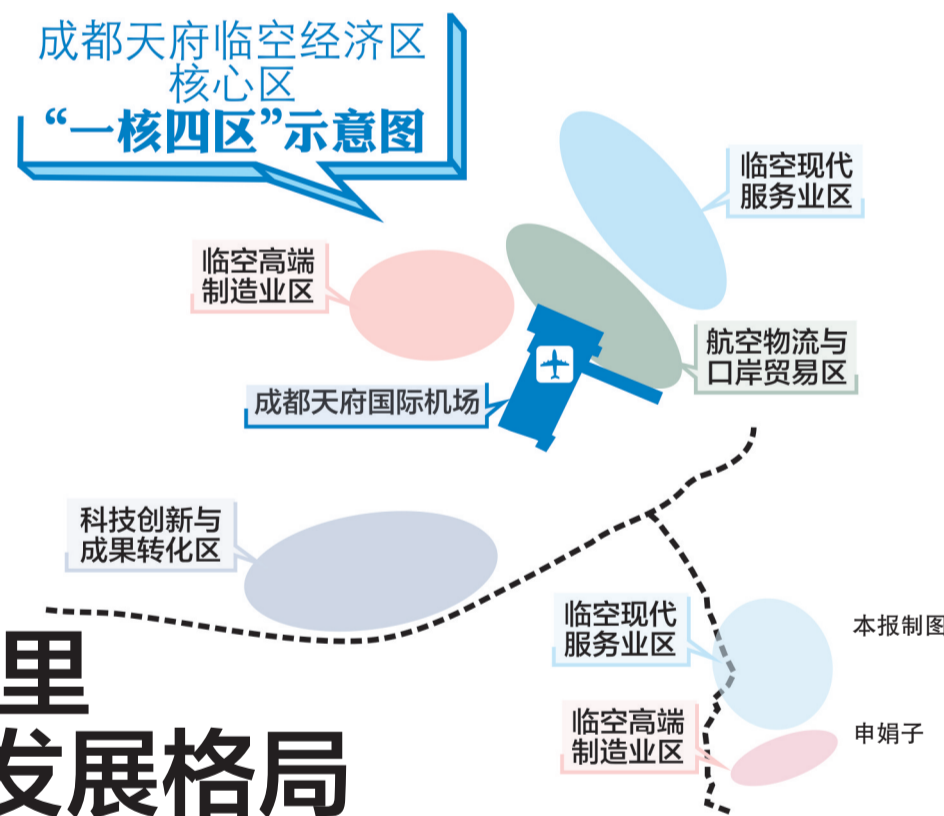 成都天府临空经济区
核心区
“一核四区”示意图
临空现代
服务业区
临空高端
制造业区
航空物流与
口岸贸易区
成都天府国际机场
科技创新与
成果转化区
临空现代
服务业区
本报制图
临空高端
制造业区
申娟子
里
发展格局